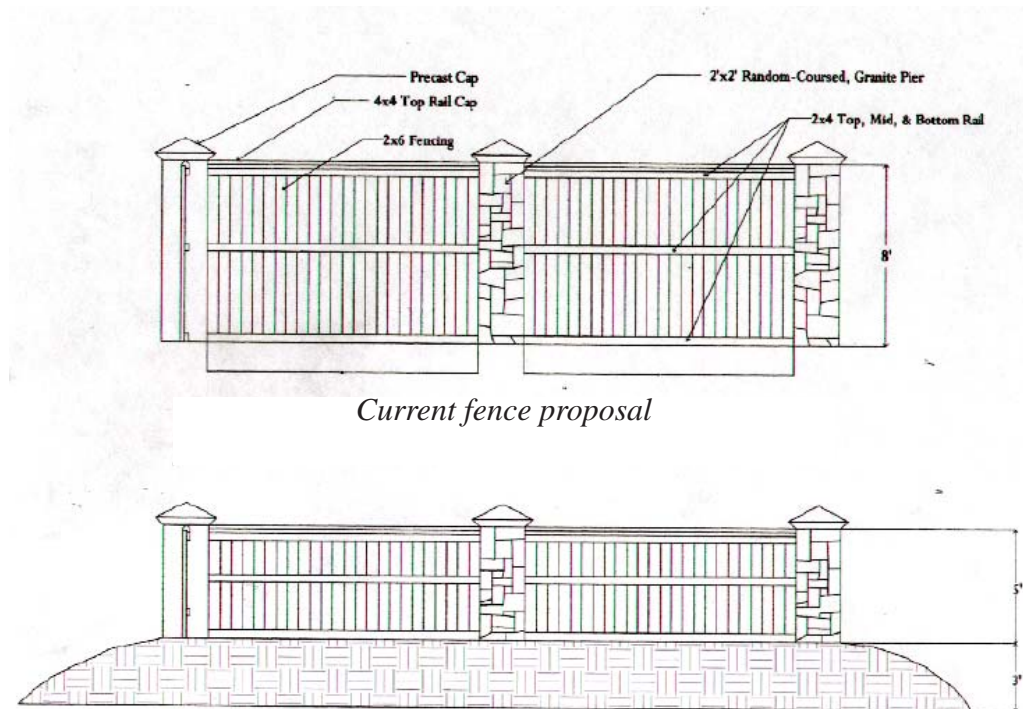 Precast Cap
2'x2' Random-Coursed, Granite Pier
4x4 Top Rail Cap
2x4 Top, Mid, & Bottom Rail
2x6 Fencing
8'
Current fence proposal
5'
3'